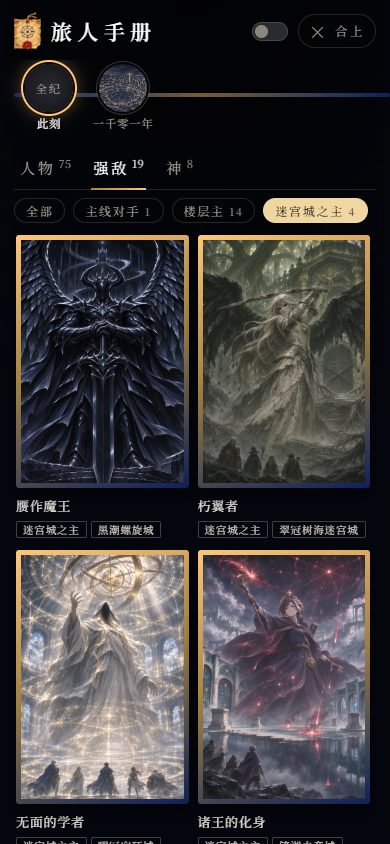 旅人手册
合上
全纪
此刻
一千零一年
人物 75
强敌 19
神 8
全部
主线对手 1
楼层主 14
迷宫城之主 4
赝作魔王
迷宫城之主
黑潮螺旋城
朽翼者
迷宫城之主
翠冠树海迷宫城
无面的学者
诸王的化身